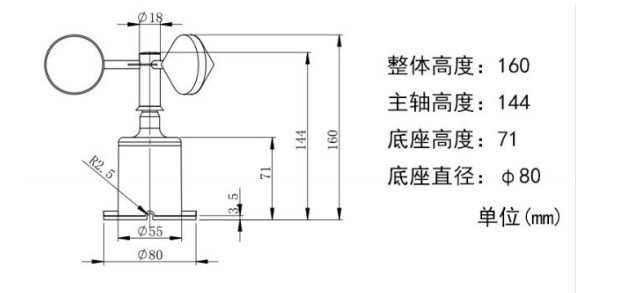 φ18
R2.5
φ55
φ80
71
3.5
144
160
整体高度：160
主轴高度：144
底座高度：71
底座直径：φ80
单位(mm)